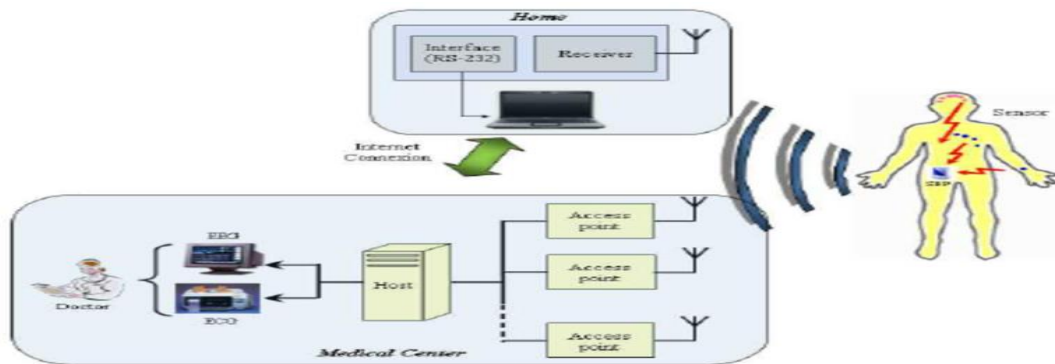 Home
Interface
(RS-232)
Receiver
Internet
Connexion
Sensor
Access
point
EEG
Access
point
Host
Doctor
ECG
Access
point
Medical Center